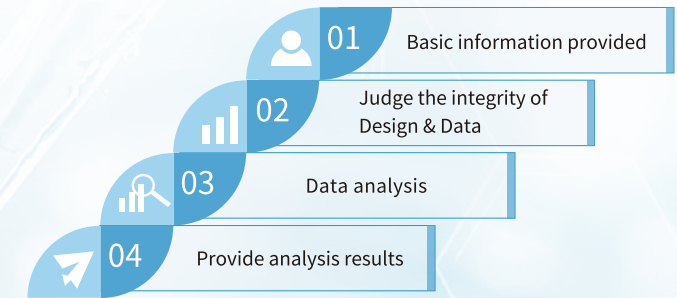 01
Basic information provided
02
Judge the integrity of
Design & Data
03
Data analysis
04
Provide analysis results